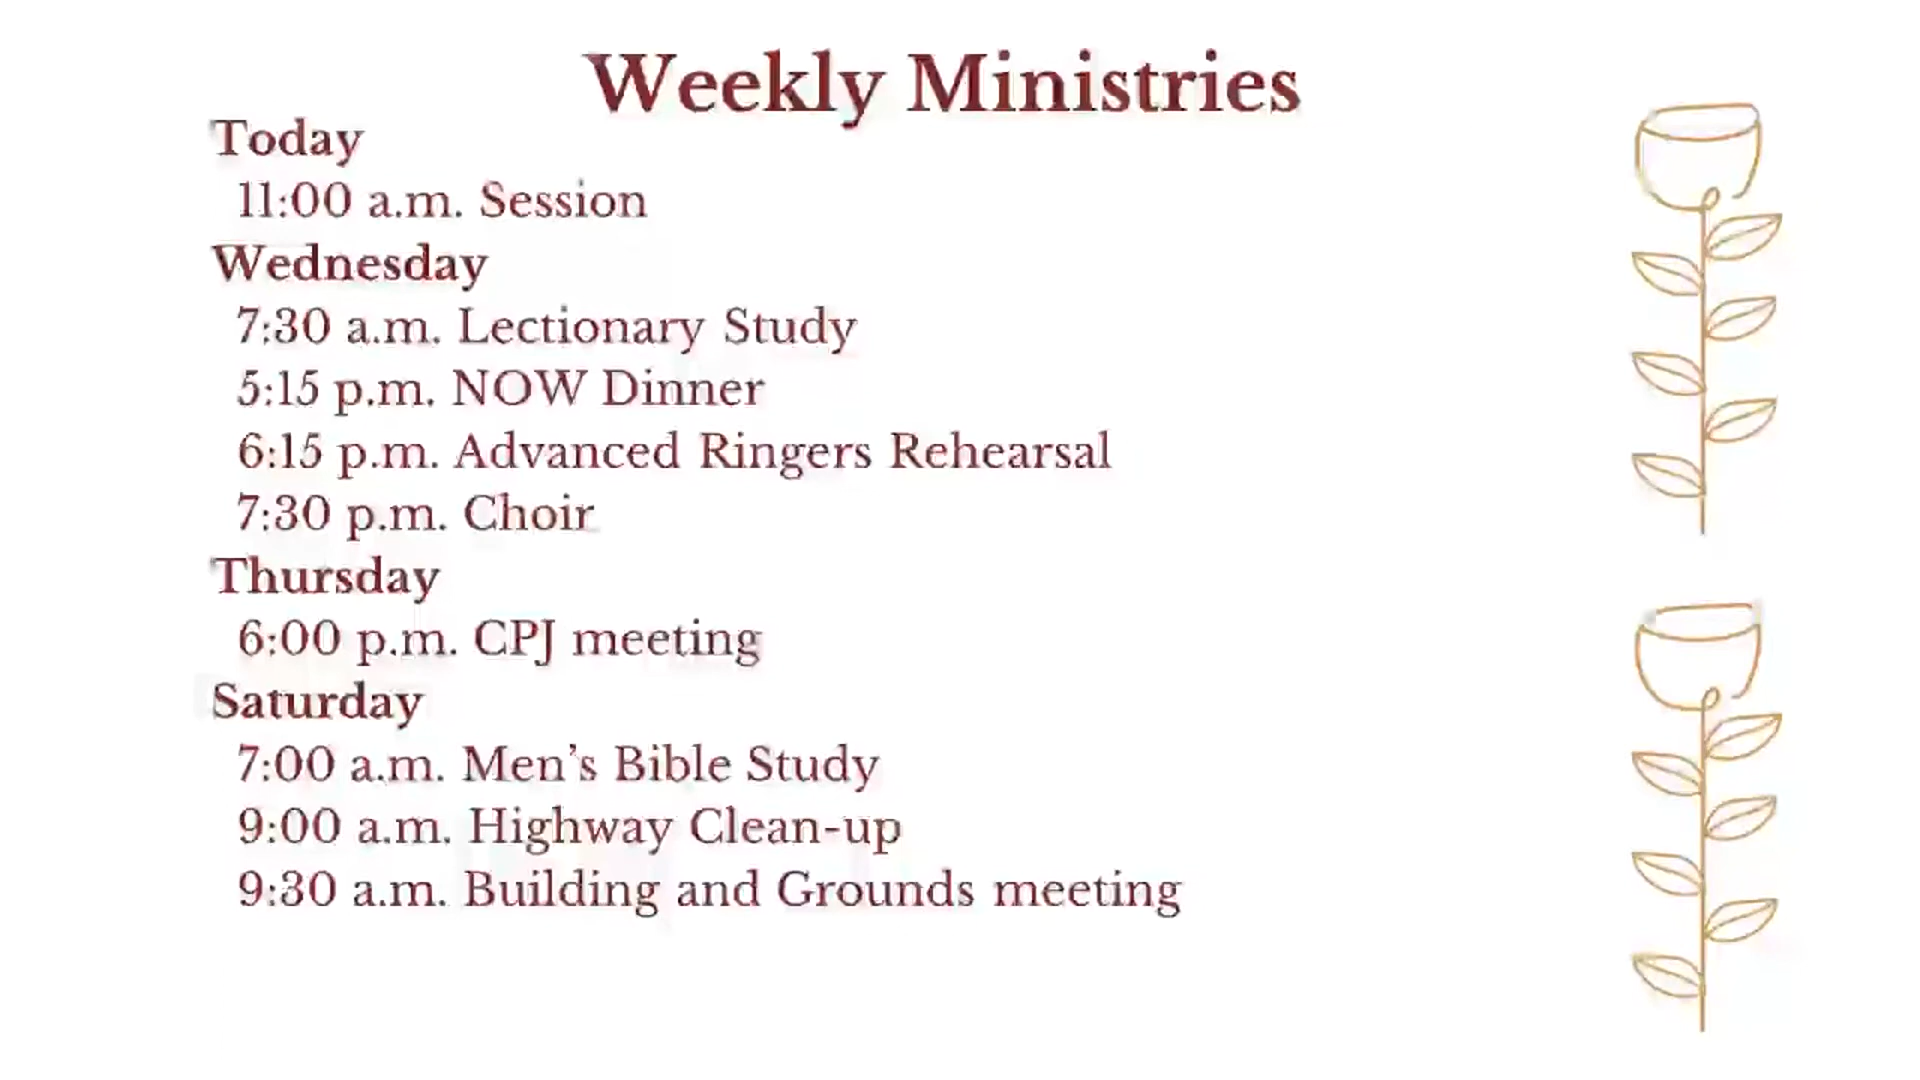 Weekly Ministries
Today
11:00 a.m. Session
Wednesday
7:30 a.m. Lectionary Study
5:15 p.m. NOW Dinner
6:15 p.m. Advanced Ringers Rehearsal
7:30 p.m. Choir
Thursday
6:00 p.m. CPJ meeting
Saturday
7:00 a.m. Men’s Bible Study
9:00 a.m. Highway Clean-up
9:30 a.m. Building and Grounds meeting